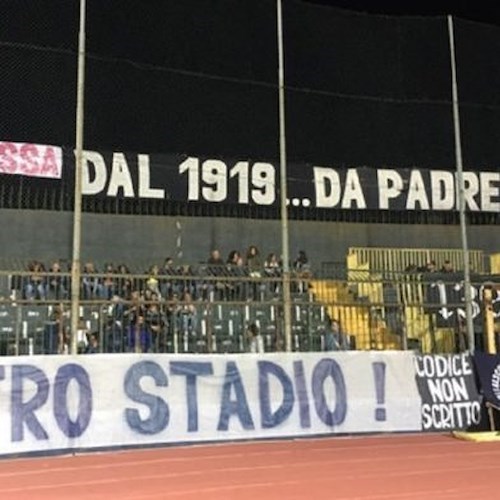 SSA
DAL 1919...DA PADRE
TRO STADIO !
CODICE
NON
SCRITTO